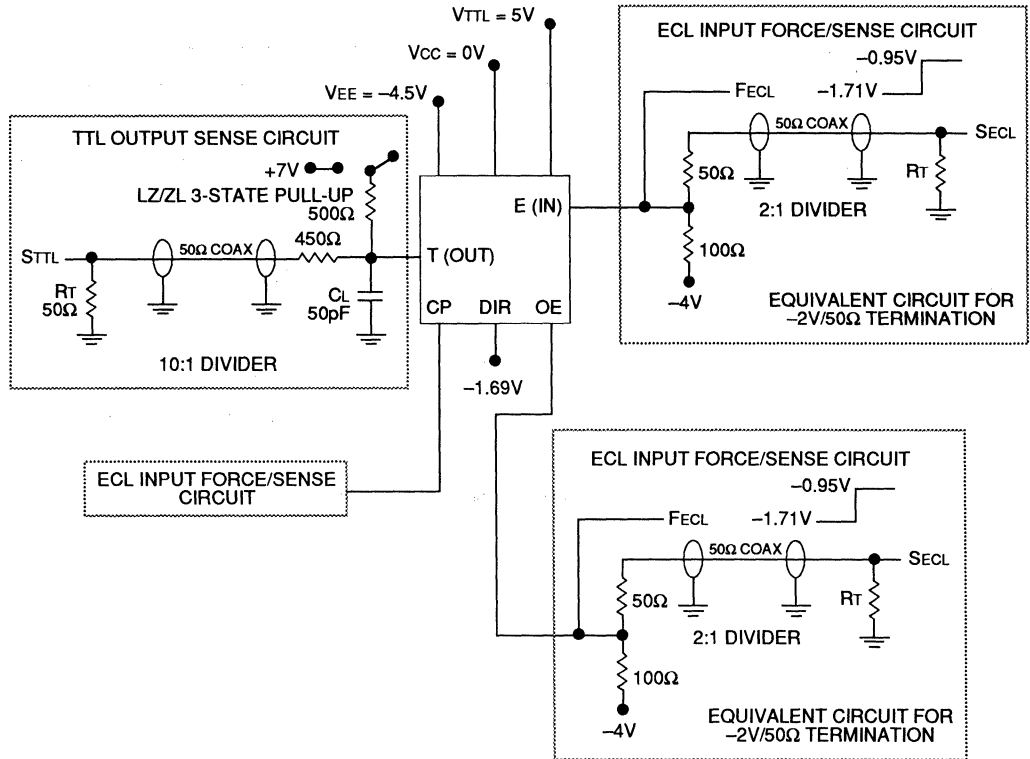 VTTL = 5V
VCC = 0V
VEE = –4.5V
TTL OUTPUT SENSE CIRCUIT
+7V
LZ/ZL 3-STATE PULL-UP
500Ω
450Ω
STTL
50Ω COAX
RT
50Ω
CL
50pF
10:1 DIVIDER
E (IN)
T (OUT)
CP
DIR
OE
–1.69V
ECL INPUT FORCE/SENSE CIRCUIT
–0.95V
FECL
–1.71V
50Ω COAX
SECL
50Ω
RT
2:1 DIVIDER
100Ω
–4V
EQUIVALENT CIRCUIT FOR
–2V/50Ω TERMINATION
ECL INPUT FORCE/SENSE
CIRCUIT
ECL INPUT FORCE/SENSE CIRCUIT
–0.95V
FECL
–1.71V
50Ω COAX
SECL
50Ω
RT
2:1 DIVIDER
100Ω
–4V
EQUIVALENT CIRCUIT FOR
–2V/50Ω TERMINATION